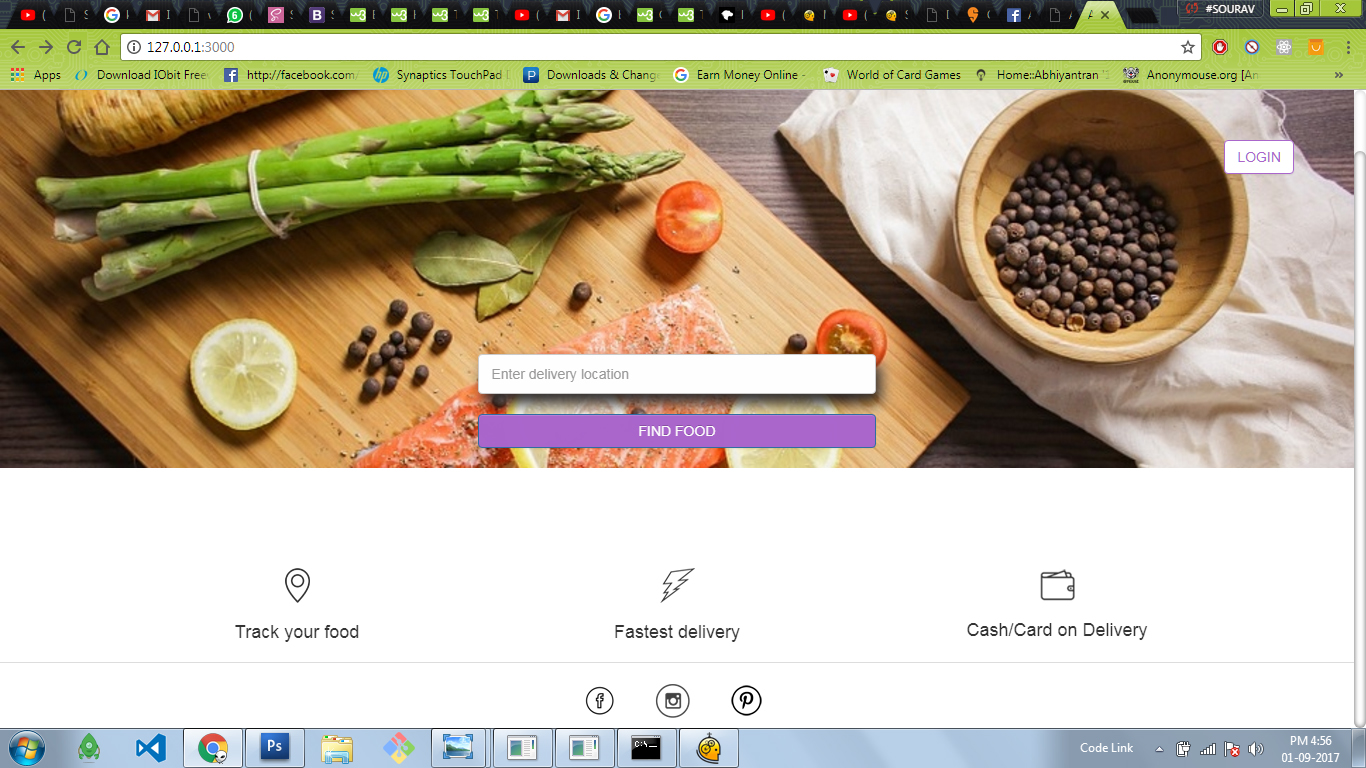 #SOURAV
127.0.0.1:3000
Apps
Download IObit Free
http://facebook.com/
Synaptics TouchPad
Downloads & Change
Earn Money Online -
World of Card Games
Home::Abhiyantran '
Anonymouse.org [An
»
LOGIN
Enter delivery location
FIND FOOD
Track your food
Fastest delivery
Cash/Card on Delivery
Code Link
PM 4:56
01-09-2017